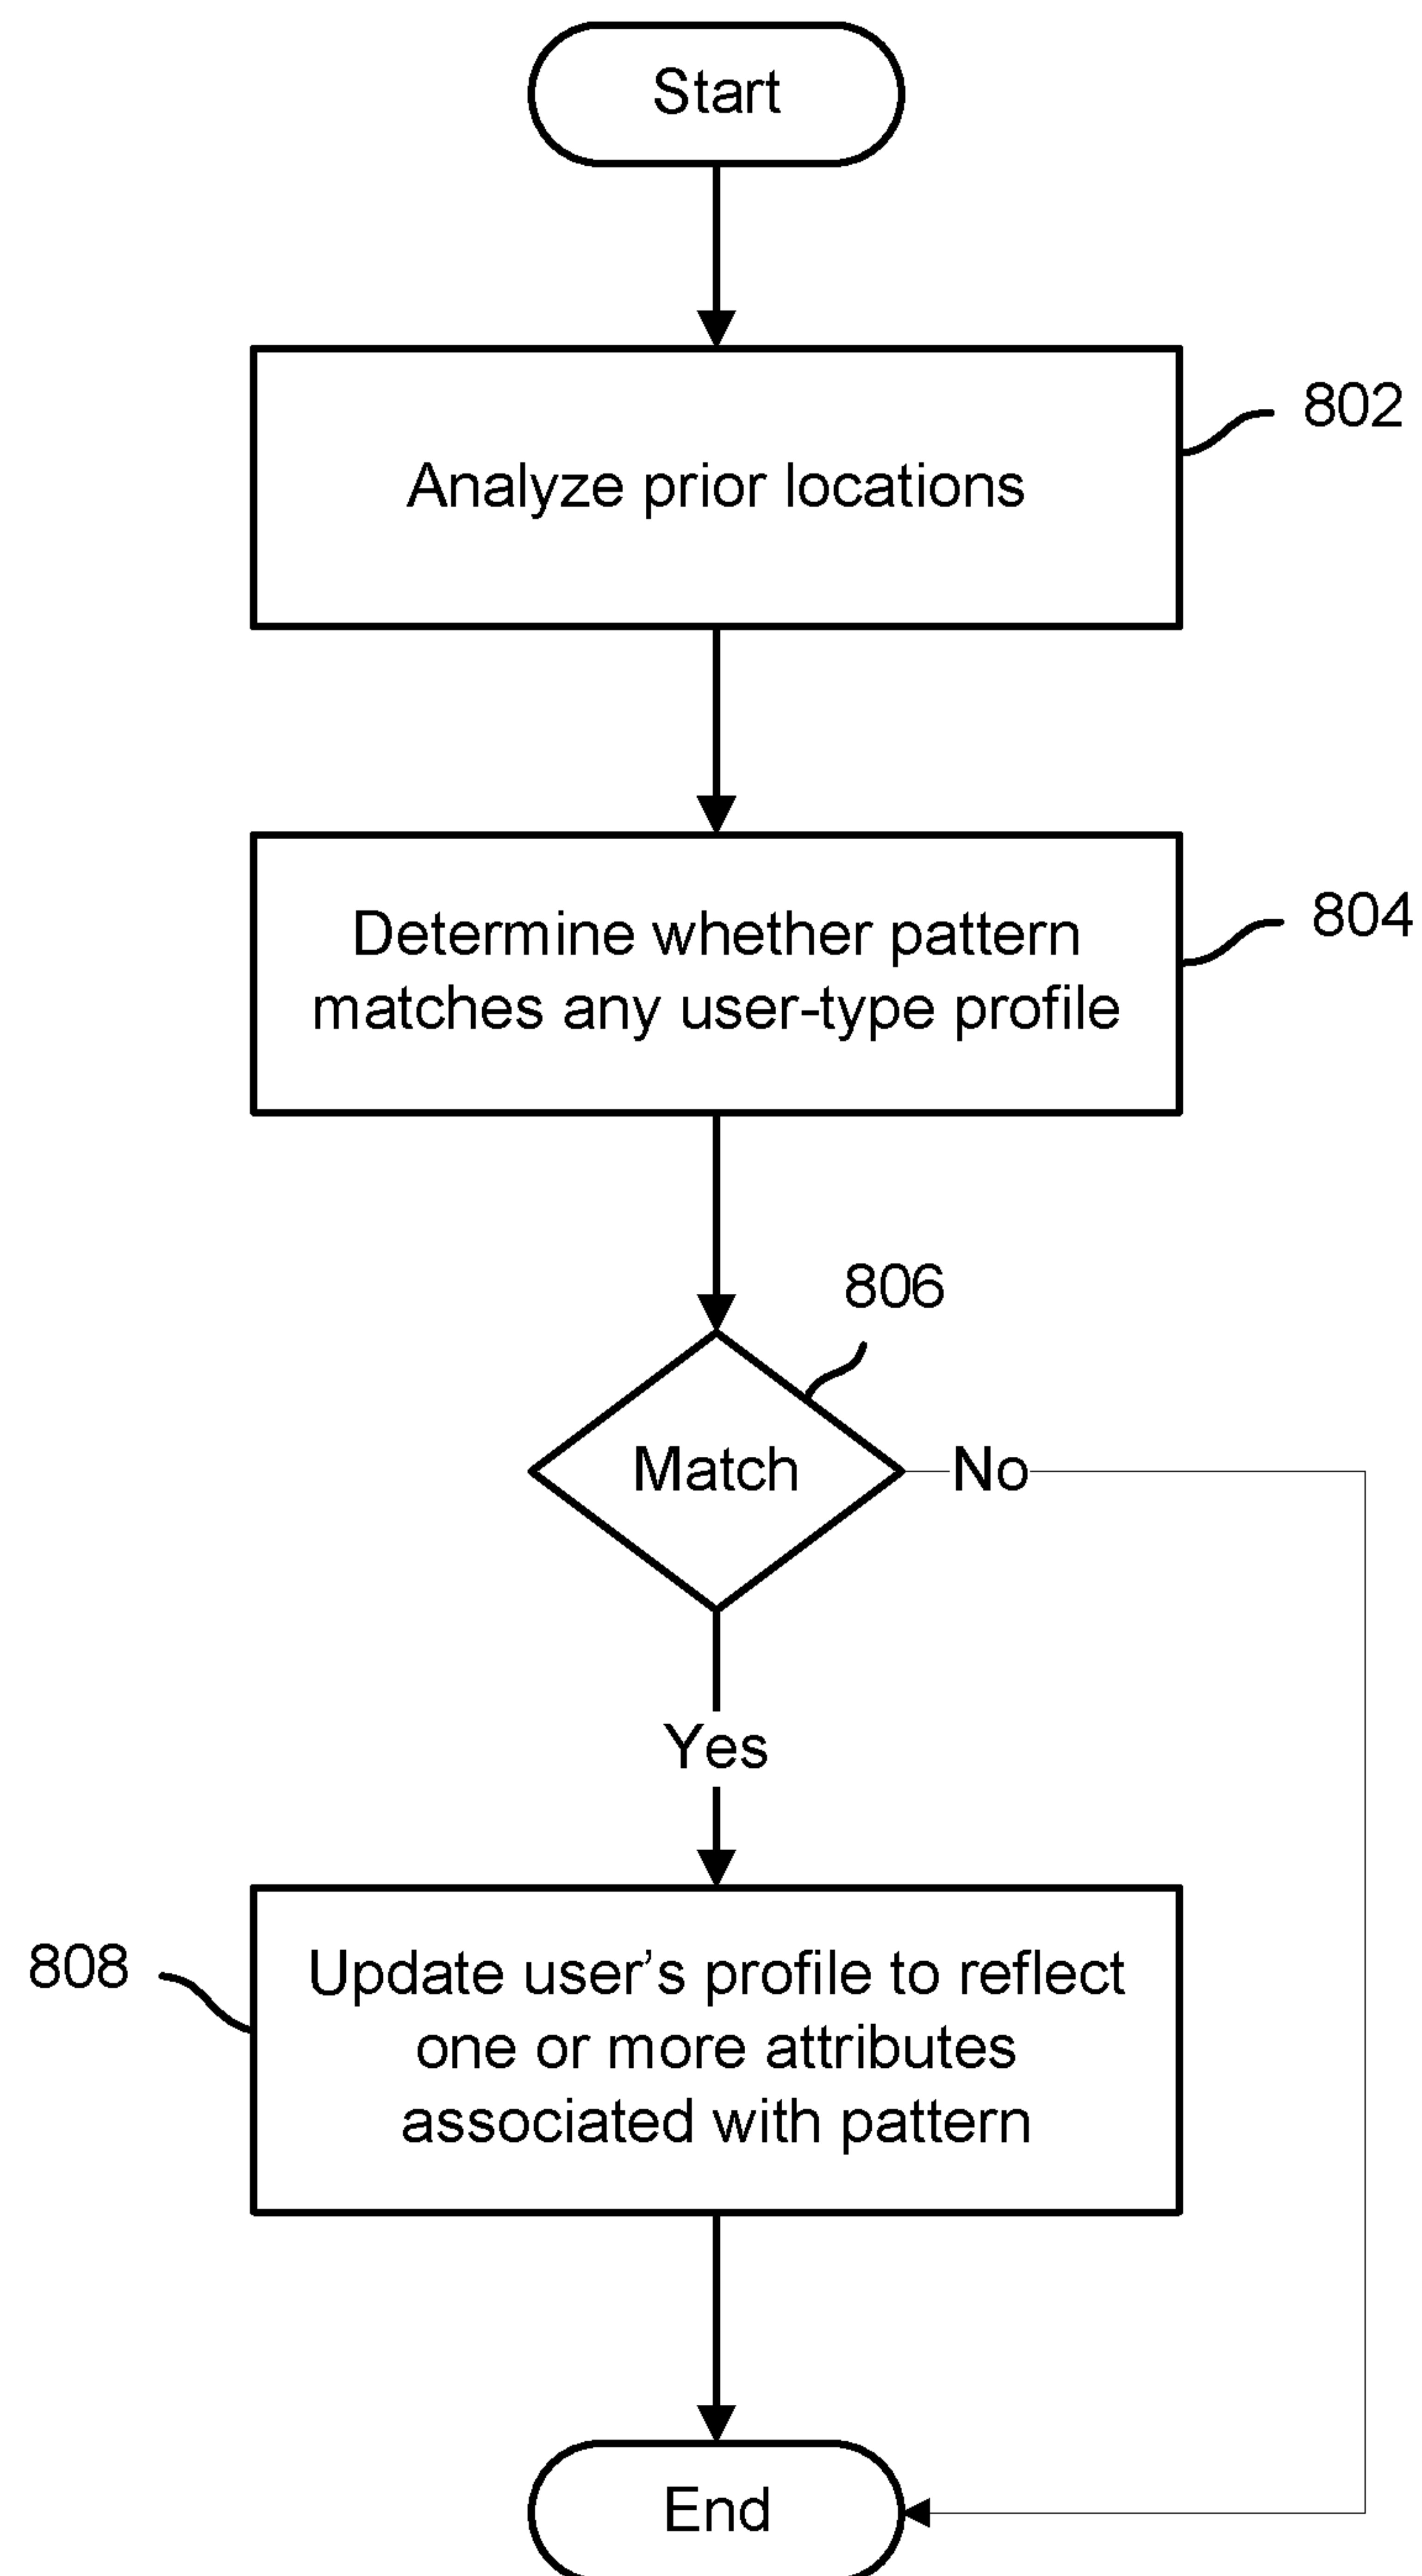 Start
Analyze prior locations
802
Determine whether pattern
matches any user-type profile
804
806
Match
No
Yes
808
Update user’s profile to reflect
one or more attributes
associated with pattern
End